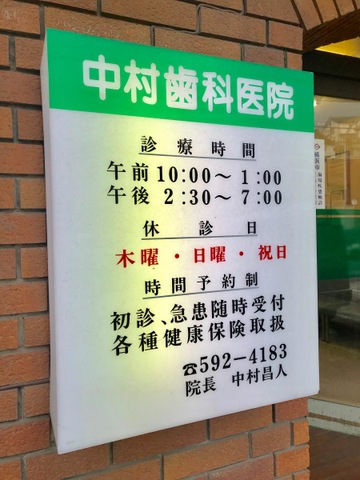 中村歯科医院
診療時間
午前 10:00〜 1:00
午後 2:30〜 7:00
休診日
木曜・日曜・祝日
時間予約制
初診、急患随時受付
各種健康保険取扱
☎592-4183
院長 中村昌人